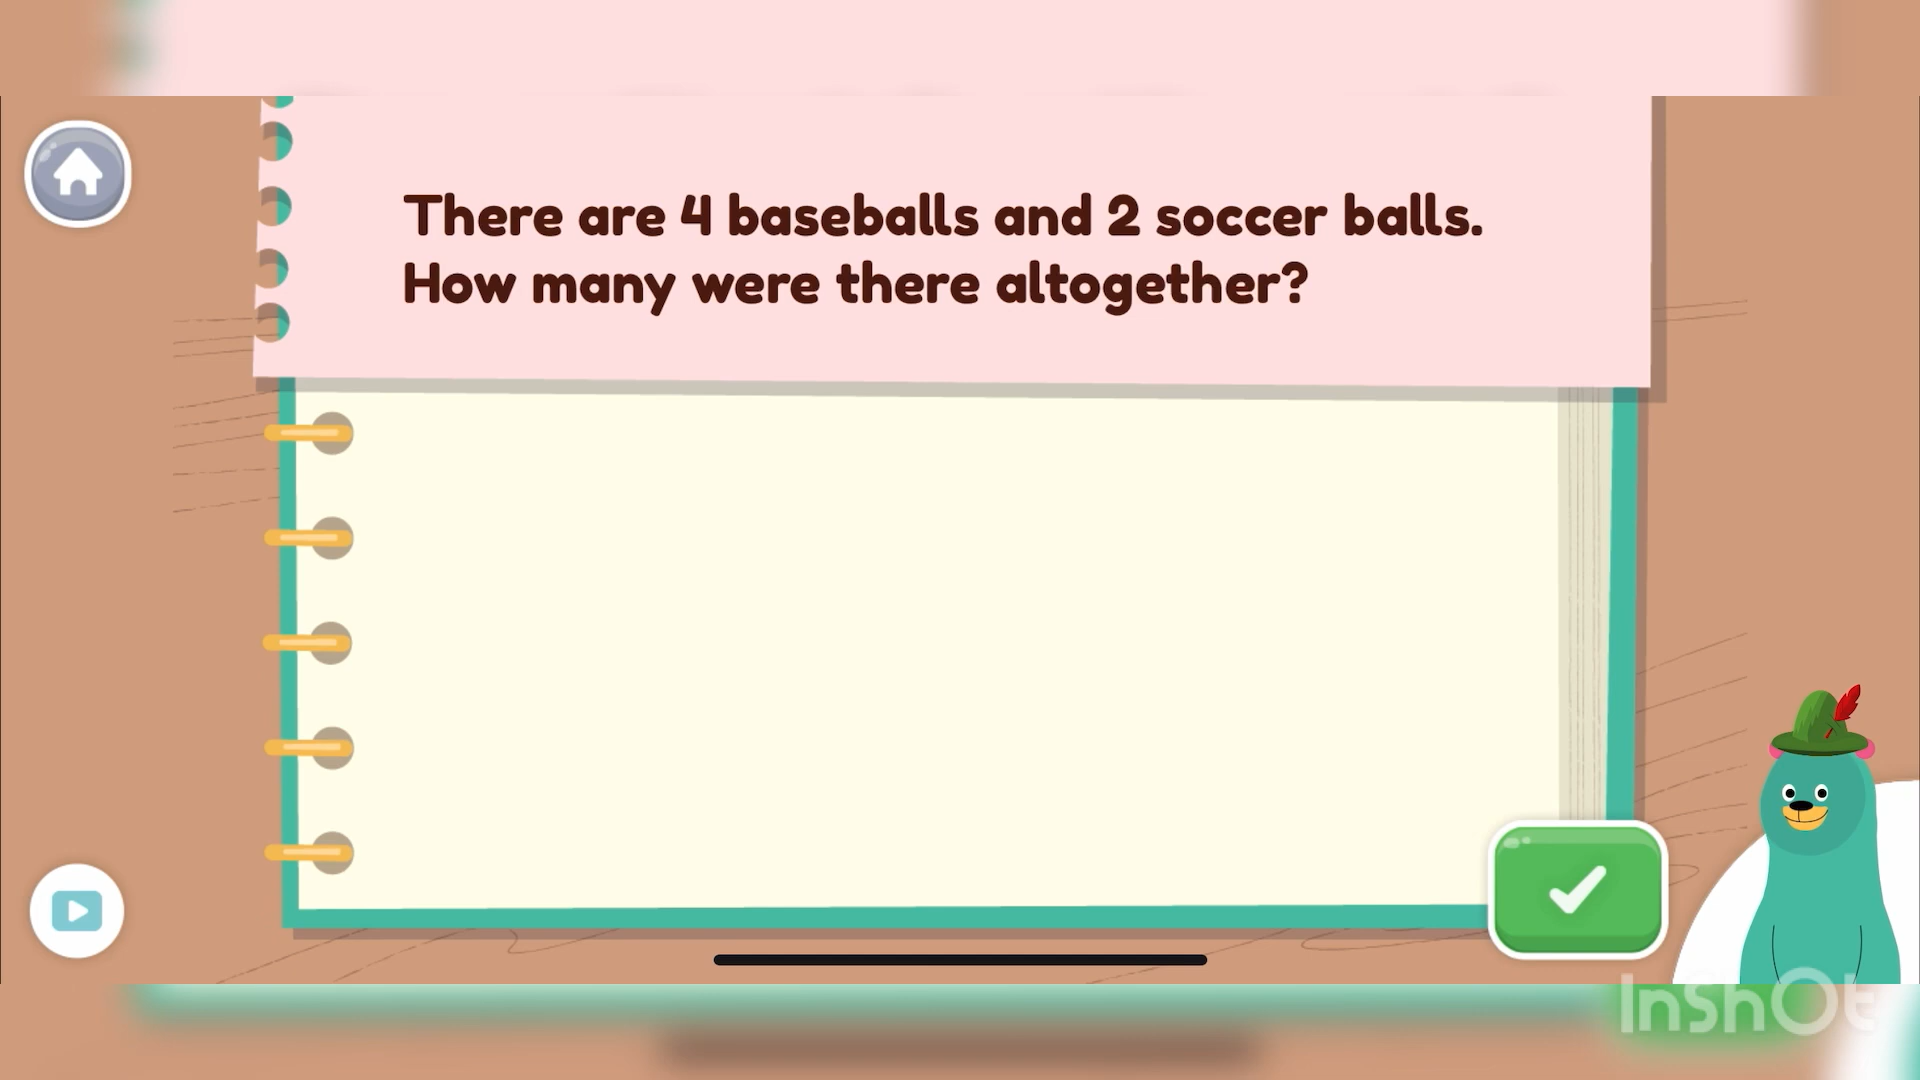 There are 4 baseballs and 2 soccer balls.
How many were there altogether?
InShOt